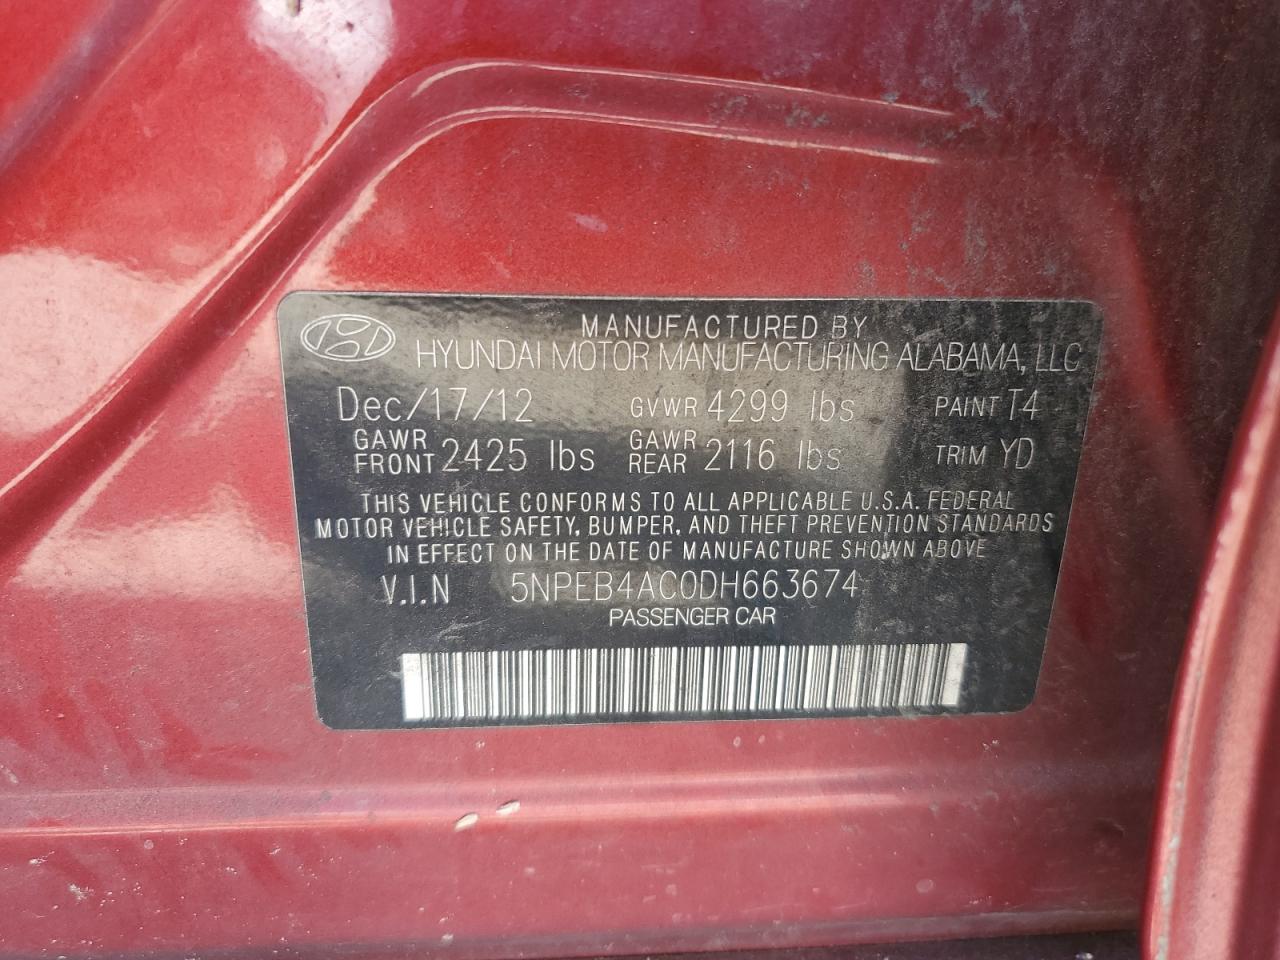 MANUFACTURED BY
HYUNDAI MOTOR MANUFACTURING ALABAMA, LLC
Dec/17/12 GVWR 4299 lbs PAINT T4
GAWR FRONT 2425 lbs GAWR REAR 2116 lbs TRIM YD
THIS VEHICLE CONFORMS TO ALL APPLICABLE U.S.A. FEDERAL
MOTOR VEHICLE SAFETY, BUMPER, AND THEFT PREVENTION STANDARDS
IN EFFECT ON THE DATE OF MANUFACTURE SHOWN ABOVE
V.I.N 5NPEB4AC0DH663674
PASSENGER CAR